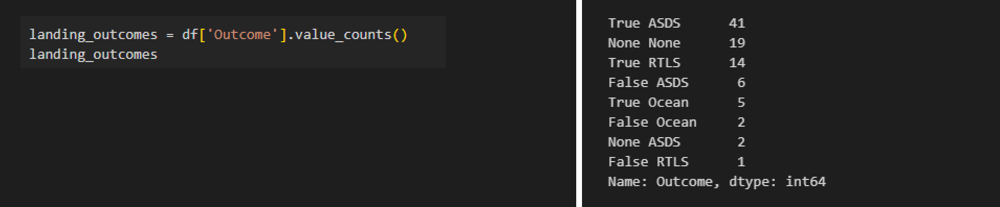 landing_outcomes = df['Outcome'].value_counts()
landing_outcomes
True ASDS      41
None None      19
True RTLS      14
False ASDS      6
True Ocean      5
False Ocean     2
None ASDS       2
False RTLS      1
Name: Outcome, dtype: int64